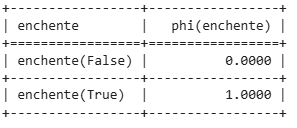 +-----------------+------------------+
| enchente        |   phi(enchente) |
+=================+==================+
| enchente(False) |          0.0000 |
+-----------------+------------------+
| enchente(True)  |          1.0000 |
+-----------------+------------------+